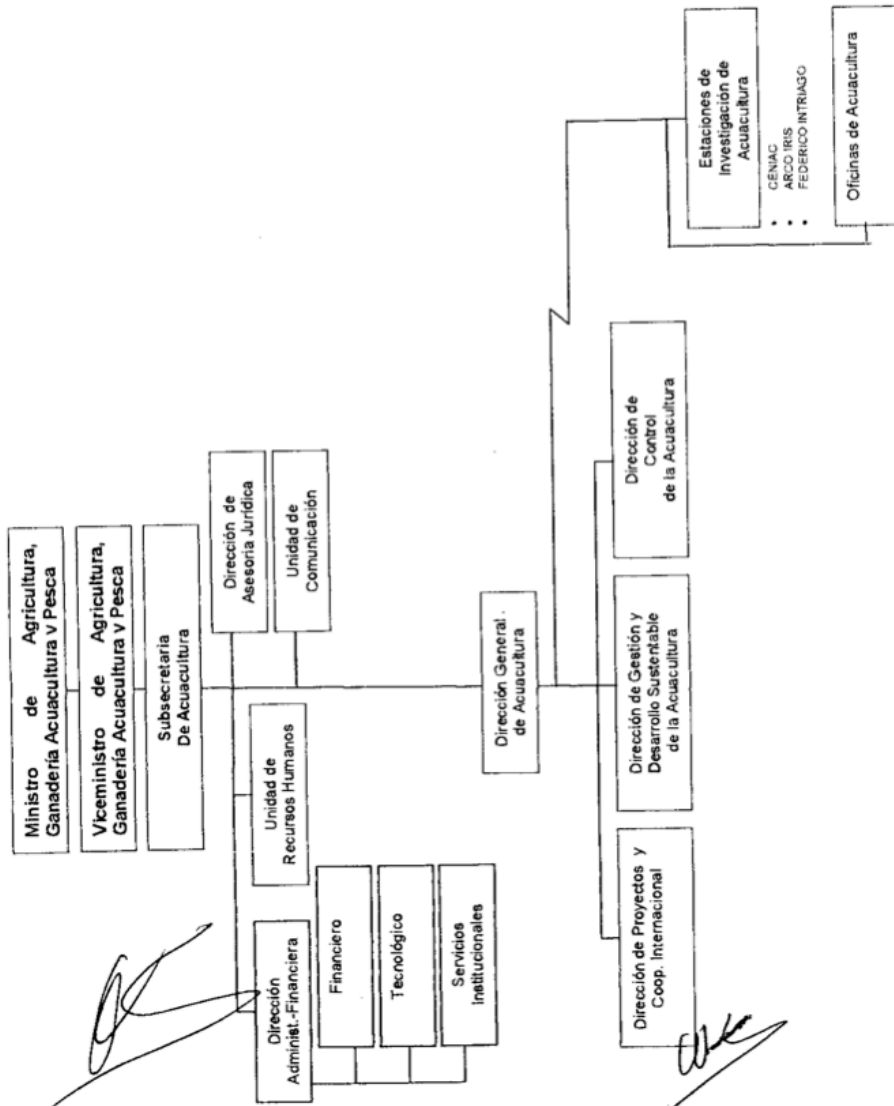 Ministro de Agricultura,
Ganadería Acuacultura v Pesca
Viceministro de Agricultura,
Ganadería Acuacultura v Pesca
Subsecretaria
De Acuacultura
Dirección de
Asesoría Jurídica
Unidad de
Comunicación
Unidad de
Recursos Humanos
Dirección
Administ.-Financiera
Financiero
Tecnológico
Servicios
Institucionales
Dirección General
de Acuacultura
Dirección de Proyectos y
Coop. Internacional
Dirección de Gestión y
Desarrollo Sustentable
de la Acuacultura
Dirección de
Control
de la Acuacultura
Estaciones de
Investigación de
Acuacultura
• CENIAC
• ARCO IRIS
• FEDERICO INTRIAGO
Oficinas de Acuacultura